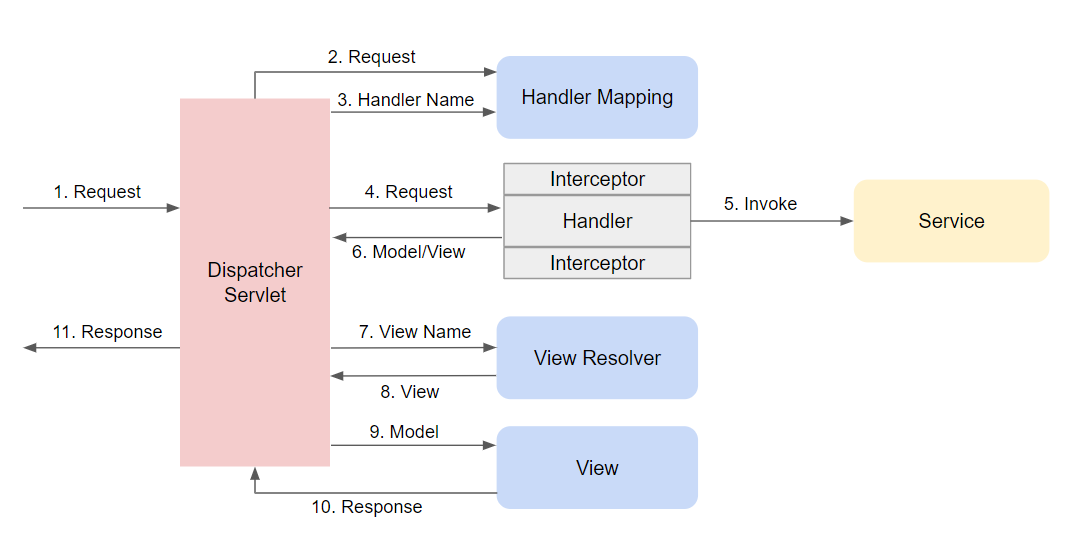 2. Request
3. Handler Name
Handler Mapping
1. Request
4. Request
Interceptor
Handler
Interceptor
5. Invoke
Service
6. Model/View
Dispatcher
Servlet
11. Response
7. View Name
View Resolver
8. View
9. Model
View
10. Response